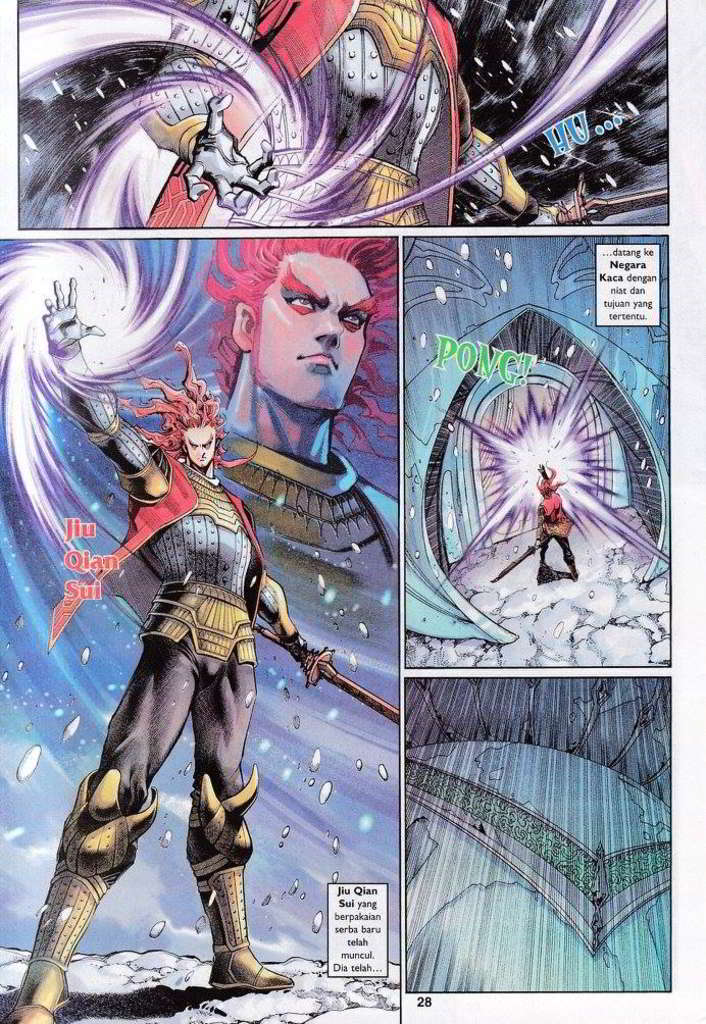 HU...
Jiu
Qian
Sui
Jiu Qian
Sui yang
berpakaian
serba baru
telah
muncul.
Dia telah...
...datang ke
Negara
Kaca dengan
niat dan
tujuan yang
tertentu.
PONG!
28